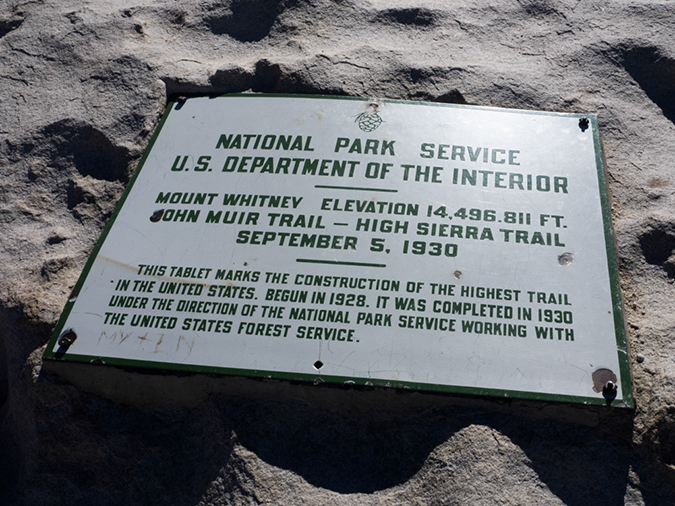 NATIONAL PARK SERVICE
U.S. DEPARTMENT OF THE INTERIOR
MOUNT WHITNEY ELEVATION 14,496.811 FT.
JOHN MUIR TRAIL — HIGH SIERRA TRAIL
SEPTEMBER 5, 1930
THIS TABLET MARKS THE CONSTRUCTION OF THE HIGHEST TRAIL
IN THE UNITED STATES. BEGUN IN 1928. IT WAS COMPLETED IN 1930
UNDER THE DIRECTION OF THE NATIONAL PARK SERVICE WORKING WITH
THE UNITED STATES FOREST SERVICE.